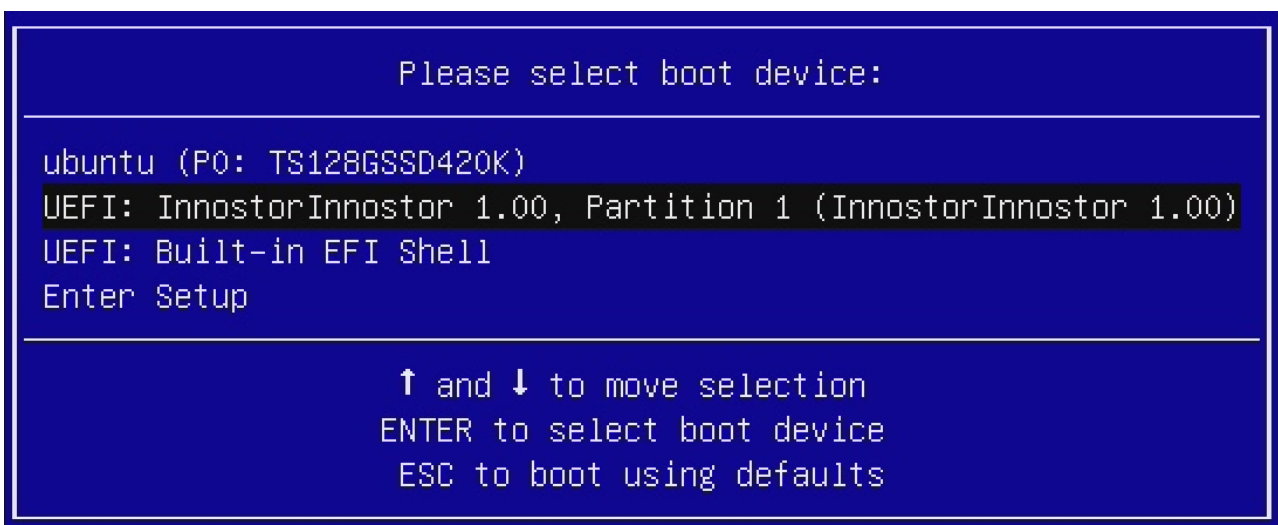 Please select boot device:
ubuntu (P0: TS128GSSD420K)
UEFI: InnostorInnostor 1.00, Partition 1 (InnostorInnostor 1.00)
UEFI: Built-in EFI Shell
Enter Setup
↑ and ↓ to move selection
ENTER to select boot device
ESC to boot using defaults